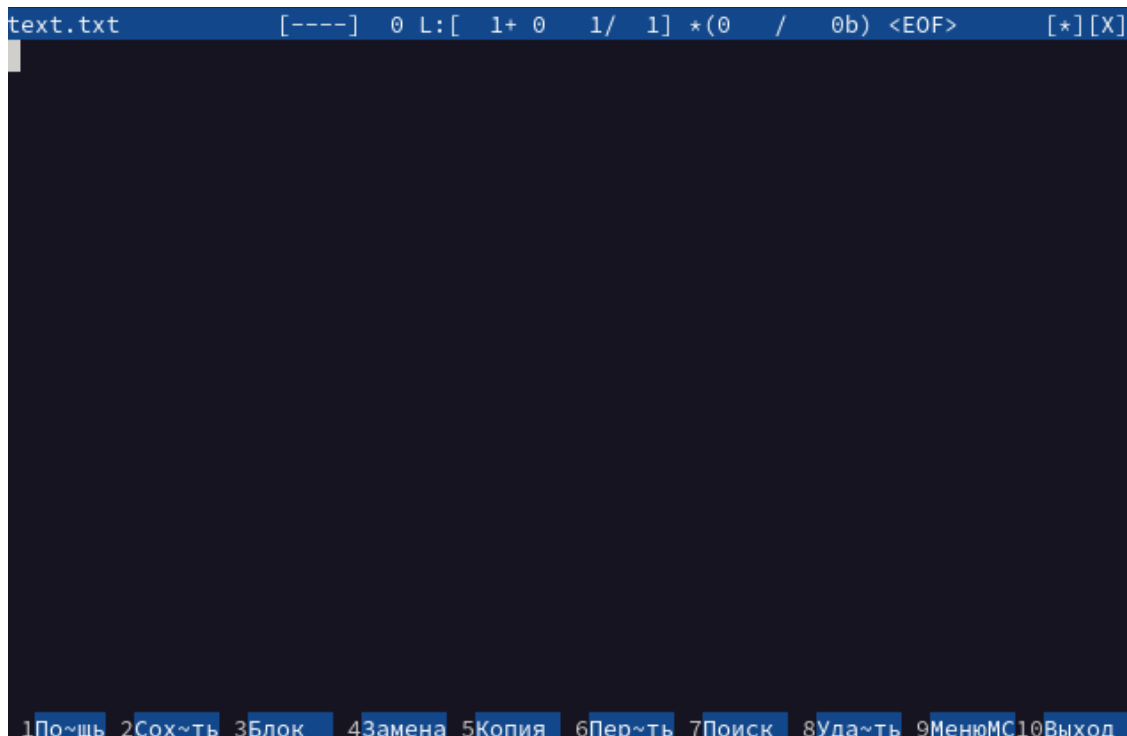 text.txt [----] 0 L:[ 1+ 0 1/ 1] *(0 / 0b) <EOF> [*][X]
1По~щь 2Сох~ть 3Блок 4Замена 5Копия 6Пер~ть 7Поиск 8Уда~ть 9МенюMC10Выход